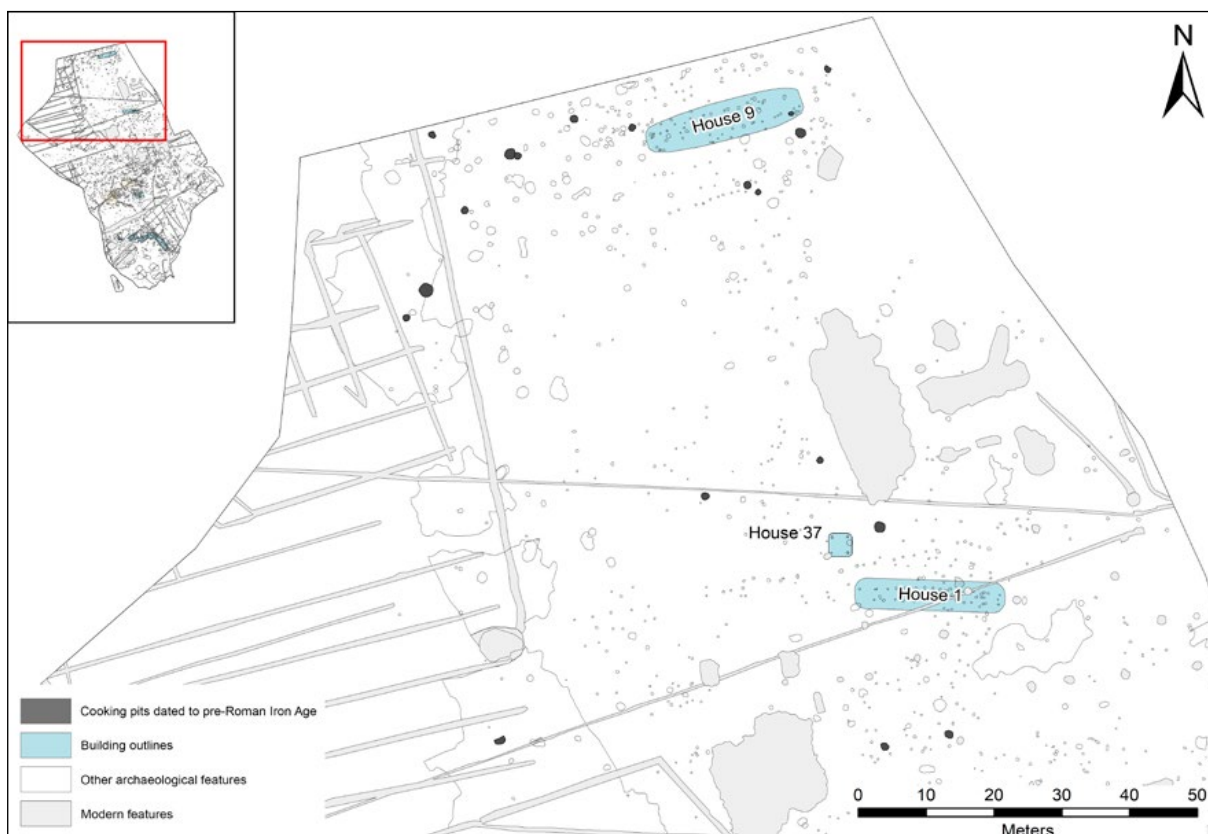 N
House 9
House 37
House 1
Cooking pits dated to pre-Roman Iron Age
Building outlines
Other archaeological features
Modern features
0 10 20 30 40 50
Meters